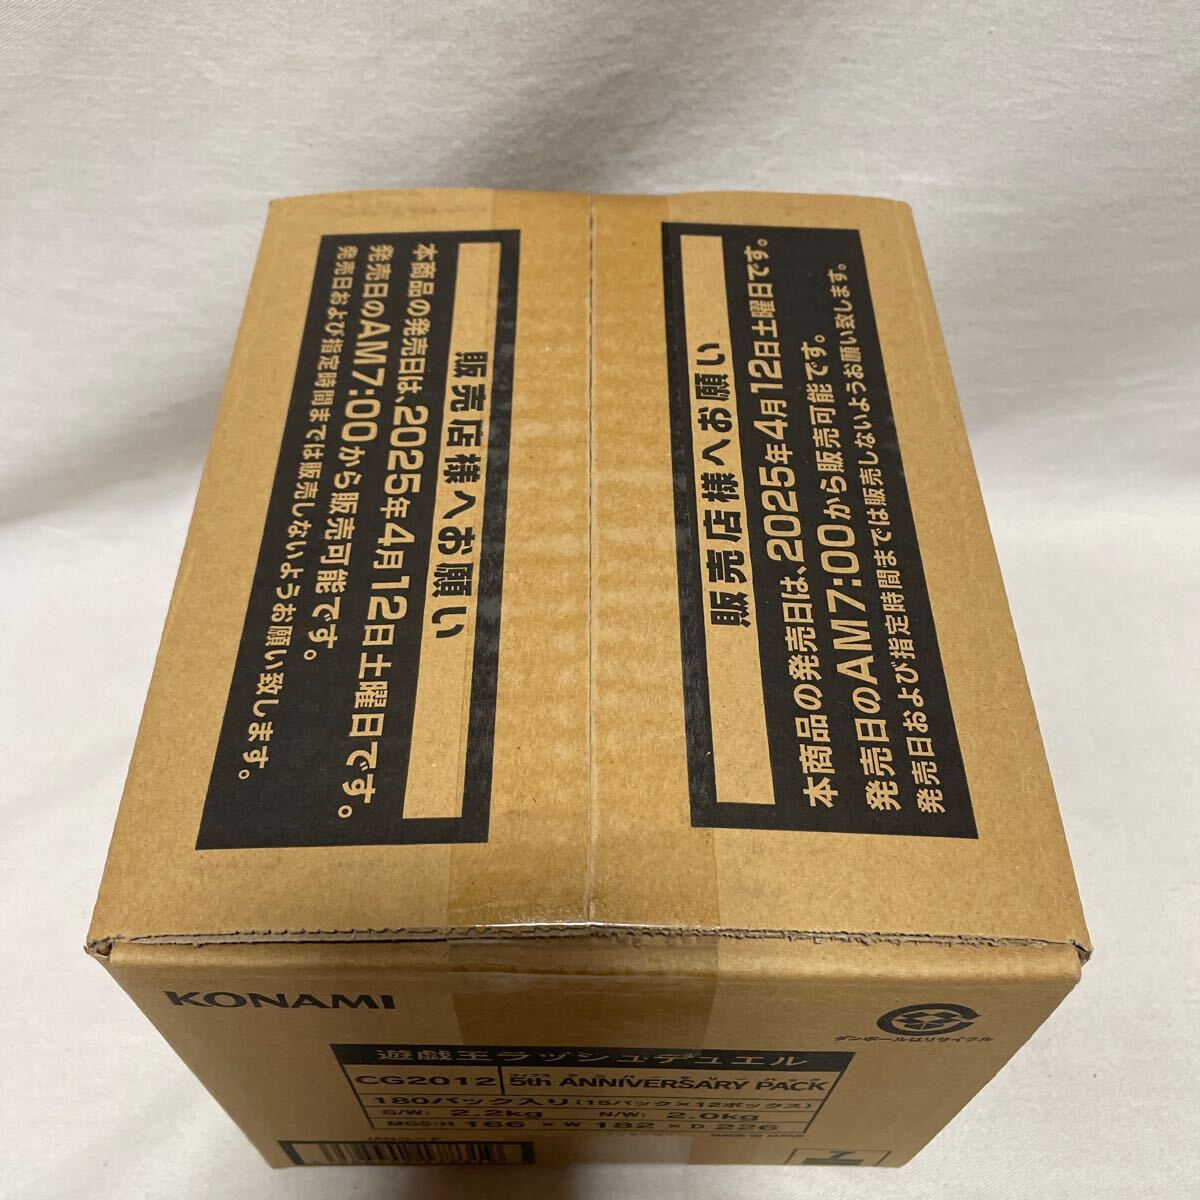 販売店様へお願い
本商品の発売日は、2025年4月12日土曜日です。
発売日のAM7:00から販売可能です。
発売日および指定時間までは販売しないようお願い致します。
販売店様へお願い
本商品の発売日は、2025年4月12日土曜日です。
発売日のAM7:00から販売可能です。
発売日および指定時間までは販売しないようお願い致します。
KONAMI
ダンボールはリサイクル
遊戯王ラッシュデュエル
CG2012 5th ANNIVERSARY PACK
180パック入り(15パック×12ボックス)
G/W: 2.2kg N/W: 2.0kg
MGS:H 166 × W 182 × D 226
JANコード
MADE IN JAPAN